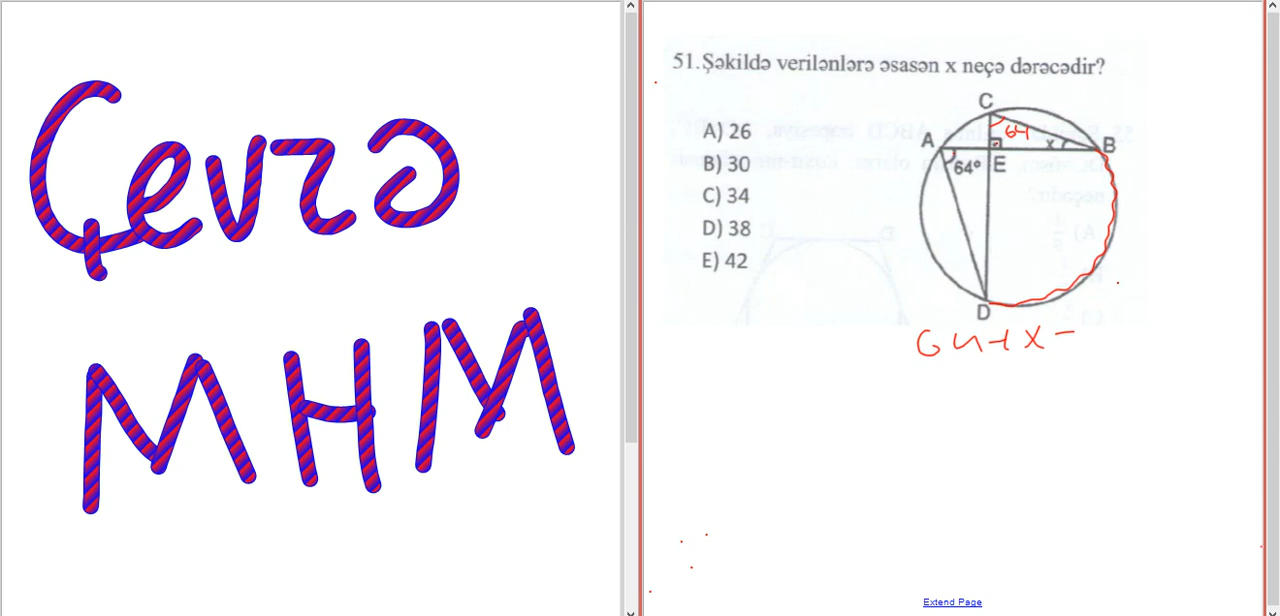 Çevrə
MHM
51.Şəkildə verilənlərə əsasən x neçə dərəcədir?
A) 26
B) 30
C) 34
D) 38
E) 42
C
64
A
x
B
64°
E
D
64+x=
Extend Page